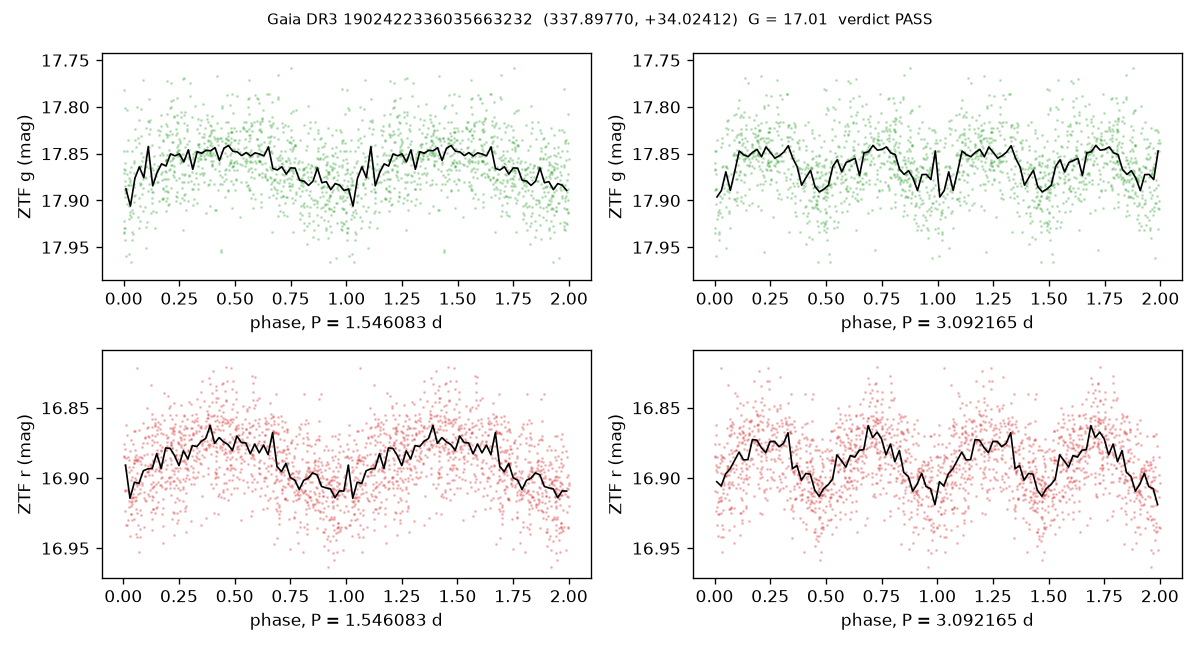 Gaia DR3 1902422336035663232  (337.89770, +34.02412)  G = 17.01  verdict PASS
ZTF g (mag)
17.75
17.80
17.85
17.90
17.95
0.00 0.25 0.50 0.75 1.00 1.25 1.50 1.75 2.00
phase, P = 1.546083 d
ZTF g (mag)
17.75
17.80
17.85
17.90
17.95
0.00 0.25 0.50 0.75 1.00 1.25 1.50 1.75 2.00
phase, P = 3.092165 d
ZTF r (mag)
16.85
16.90
16.95
0.00 0.25 0.50 0.75 1.00 1.25 1.50 1.75 2.00
phase, P = 1.546083 d
ZTF r (mag)
16.85
16.90
16.95
0.00 0.25 0.50 0.75 1.00 1.25 1.50 1.75 2.00
phase, P = 3.092165 d